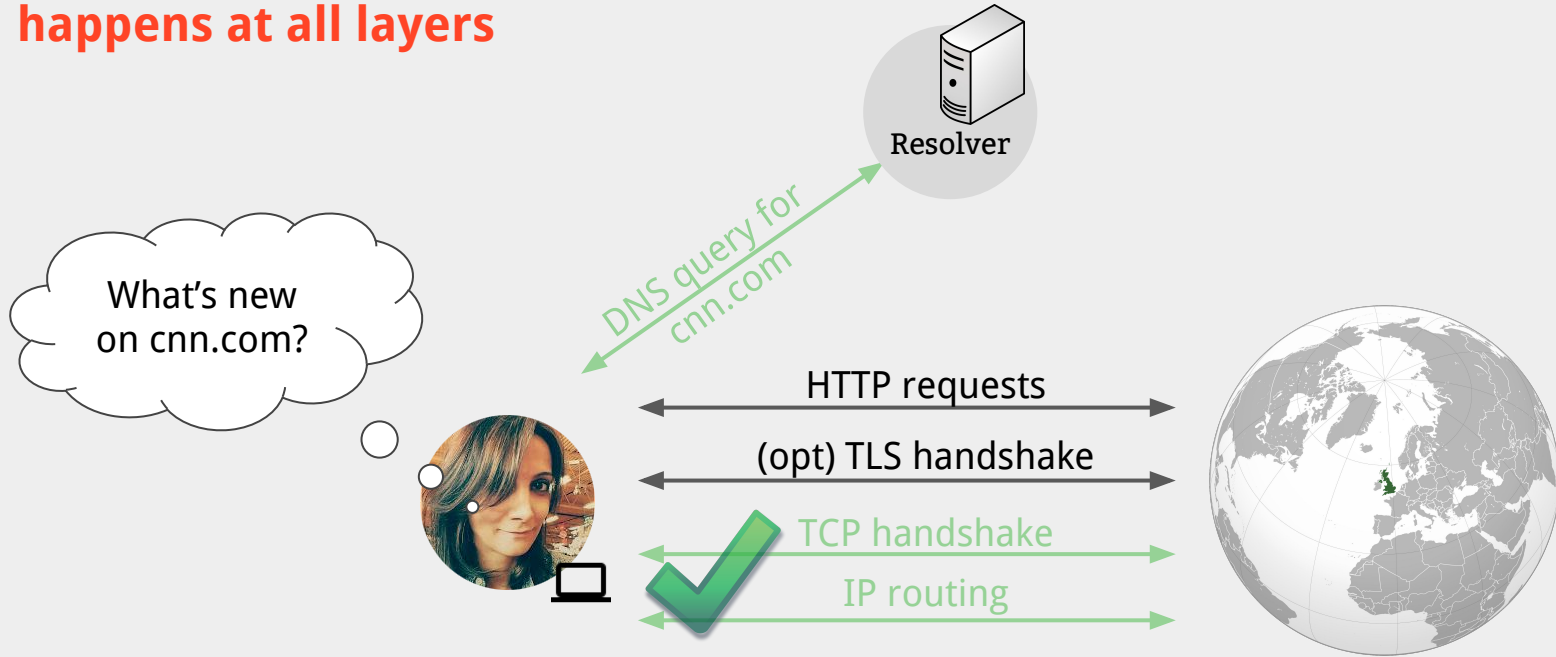 happens at all layers
Resolver
DNS query for
cnn.com
What’s new
on cnn.com?
HTTP requests
(opt) TLS handshake
TCP handshake
IP routing